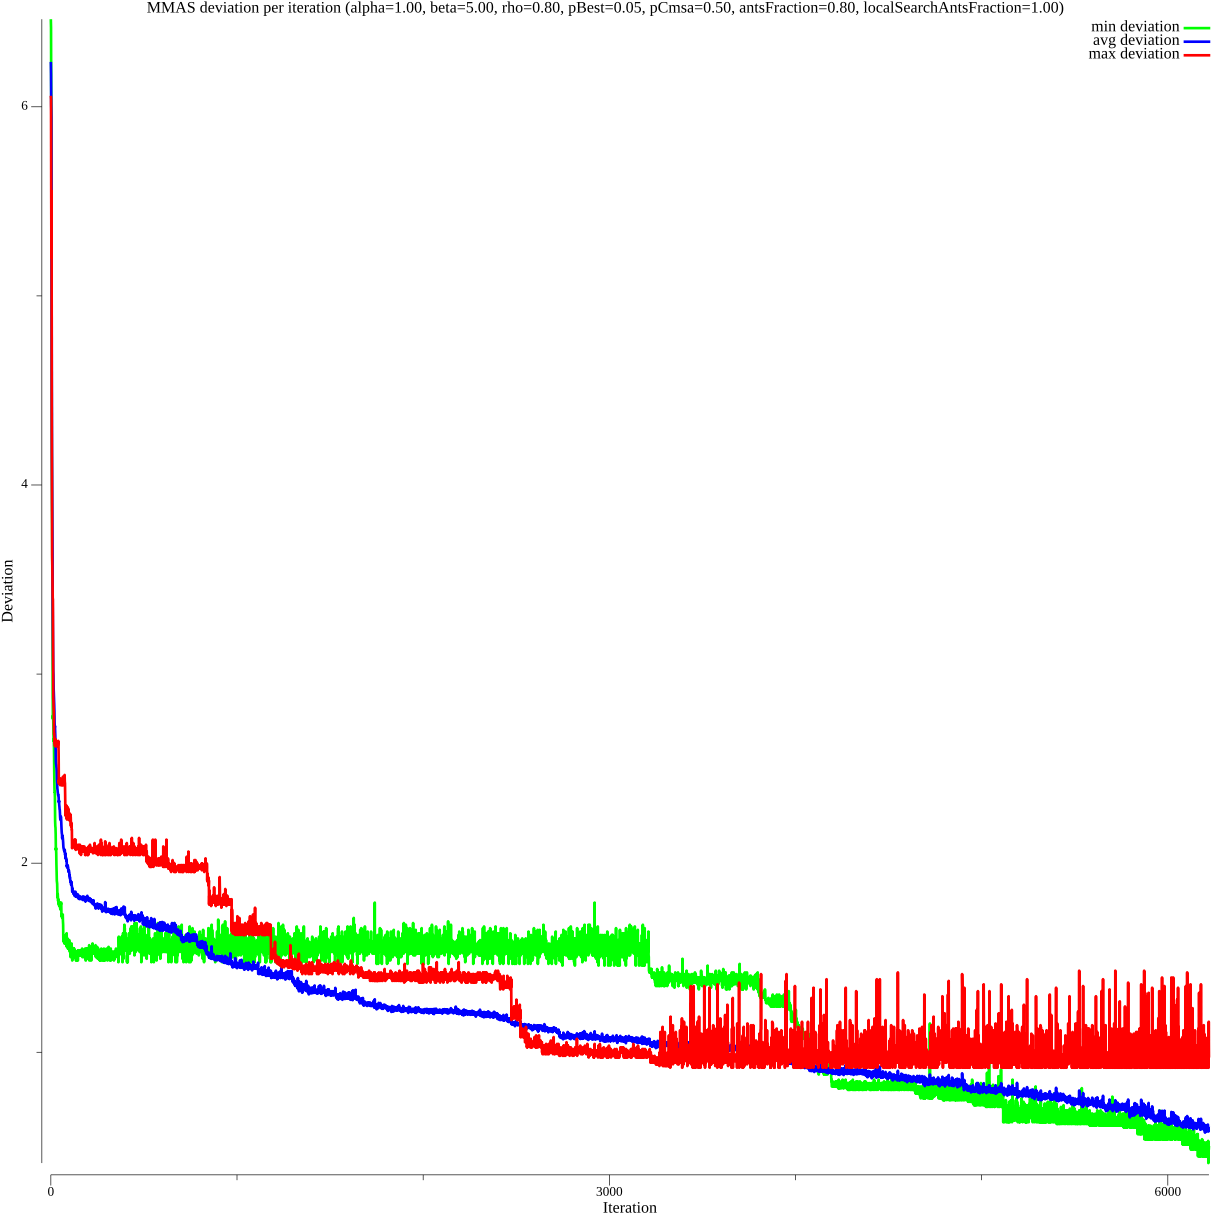 MMAS deviation per iteration (alpha=1.00, beta=5.00, rho=0.80, pBest=0.05, pCmsa=0.50, antsFraction=0.80, localSearchAntsFraction=1.00)
min deviation
avg deviation
max deviation
6
4
2
Deviation
0
3000
6000
Iteration